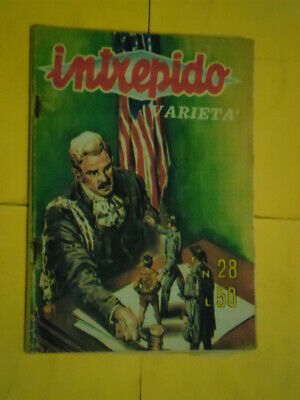 intrepido
VARIETA'
N. 28
L. 50